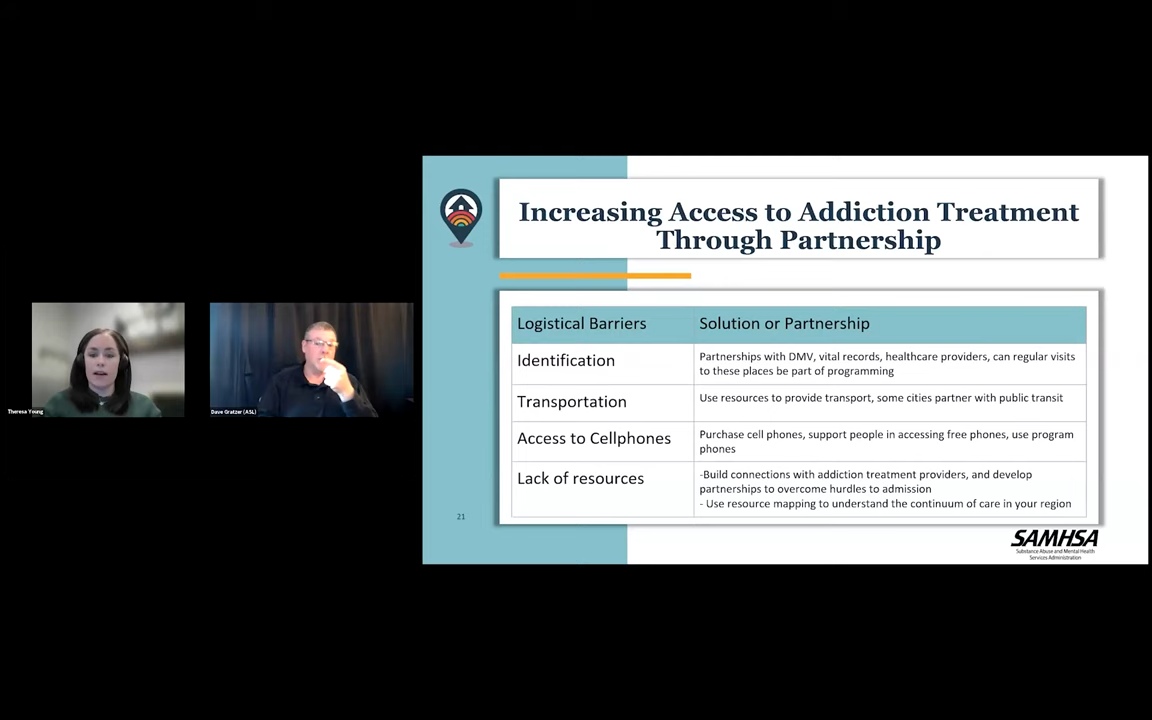 Increasing Access to Addiction Treatment
Through Partnership
Logistical Barriers
Solution or Partnership
Identification
Partnerships with DMV, vital records, healthcare providers, can regular visits
to these places be part of programming
Transportation
Use resources to provide transport, some cities partner with public transit
Access to Cellphones
Purchase cell phones, support people in accessing free phones, use program
phones
Lack of resources
-Build connections with addiction treatment providers, and develop
partnerships to overcome hurdles to admission
- Use resource mapping to understand the continuum of care in your region
21
SAMHSA
Substance Abuse and Mental Health
Services Administration
Theresa Young
Dave Gratzer (ASL)